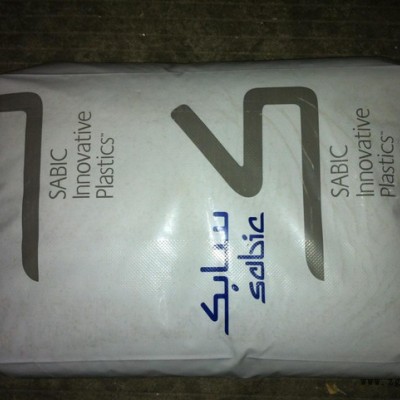 SABIC
Innovative
Plastics™
سابك
sabic
SABIC
Innovative
Plastics™